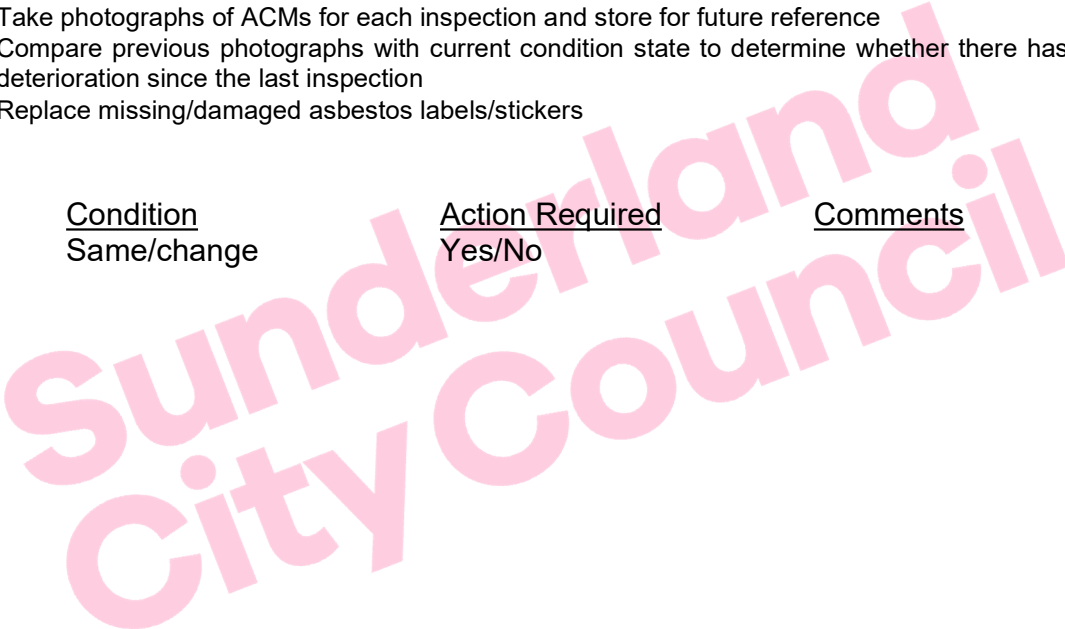 Take photographs of ACMs for each inspection and store for future reference
Compare previous photographs with current condition state to determine whether there has
deterioration since the last inspection
Replace missing/damaged asbestos labels/stickers
Condition Action Required Comments
Same/change Yes/No
Sunderland
City Council